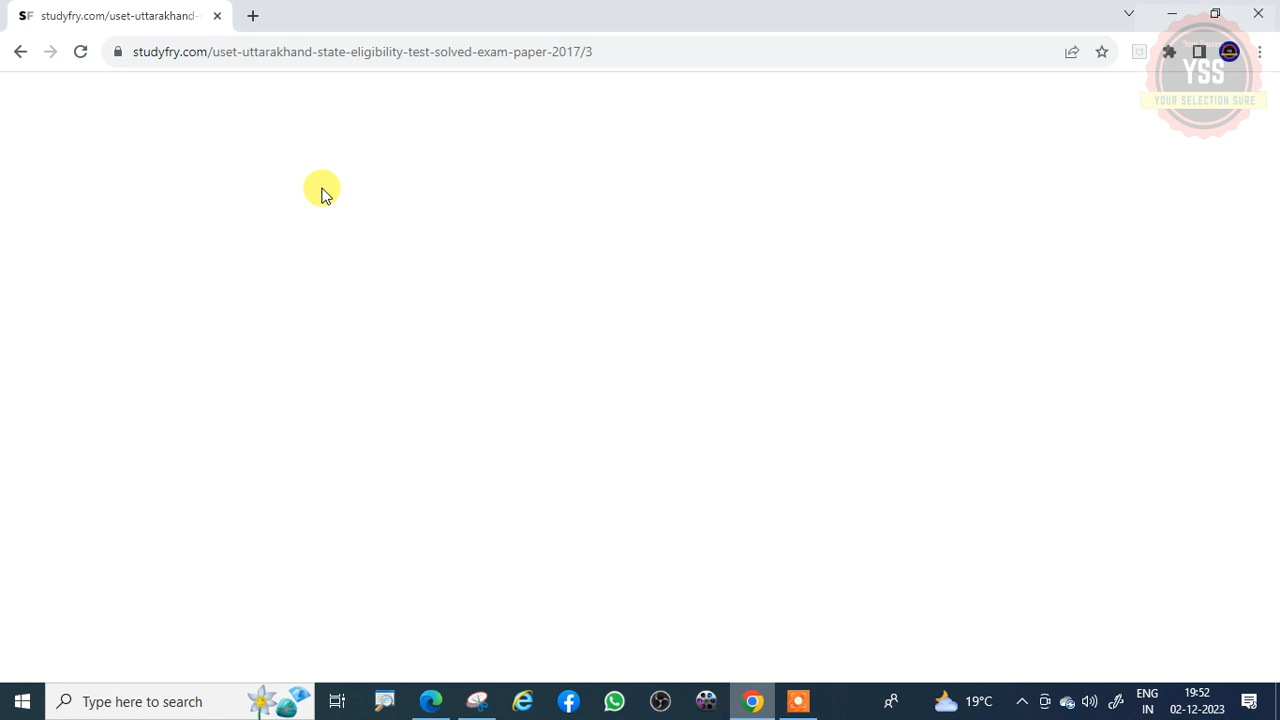 SF studyfry.com/uset-uttarakhand-
studyfry.com/uset-uttarakhand-state-eligibility-test-solved-exam-paper-2017/3
YSS
YOUR SELECTION SURE
Type here to search
19°C
ENG
IN
19:52
02-12-2023